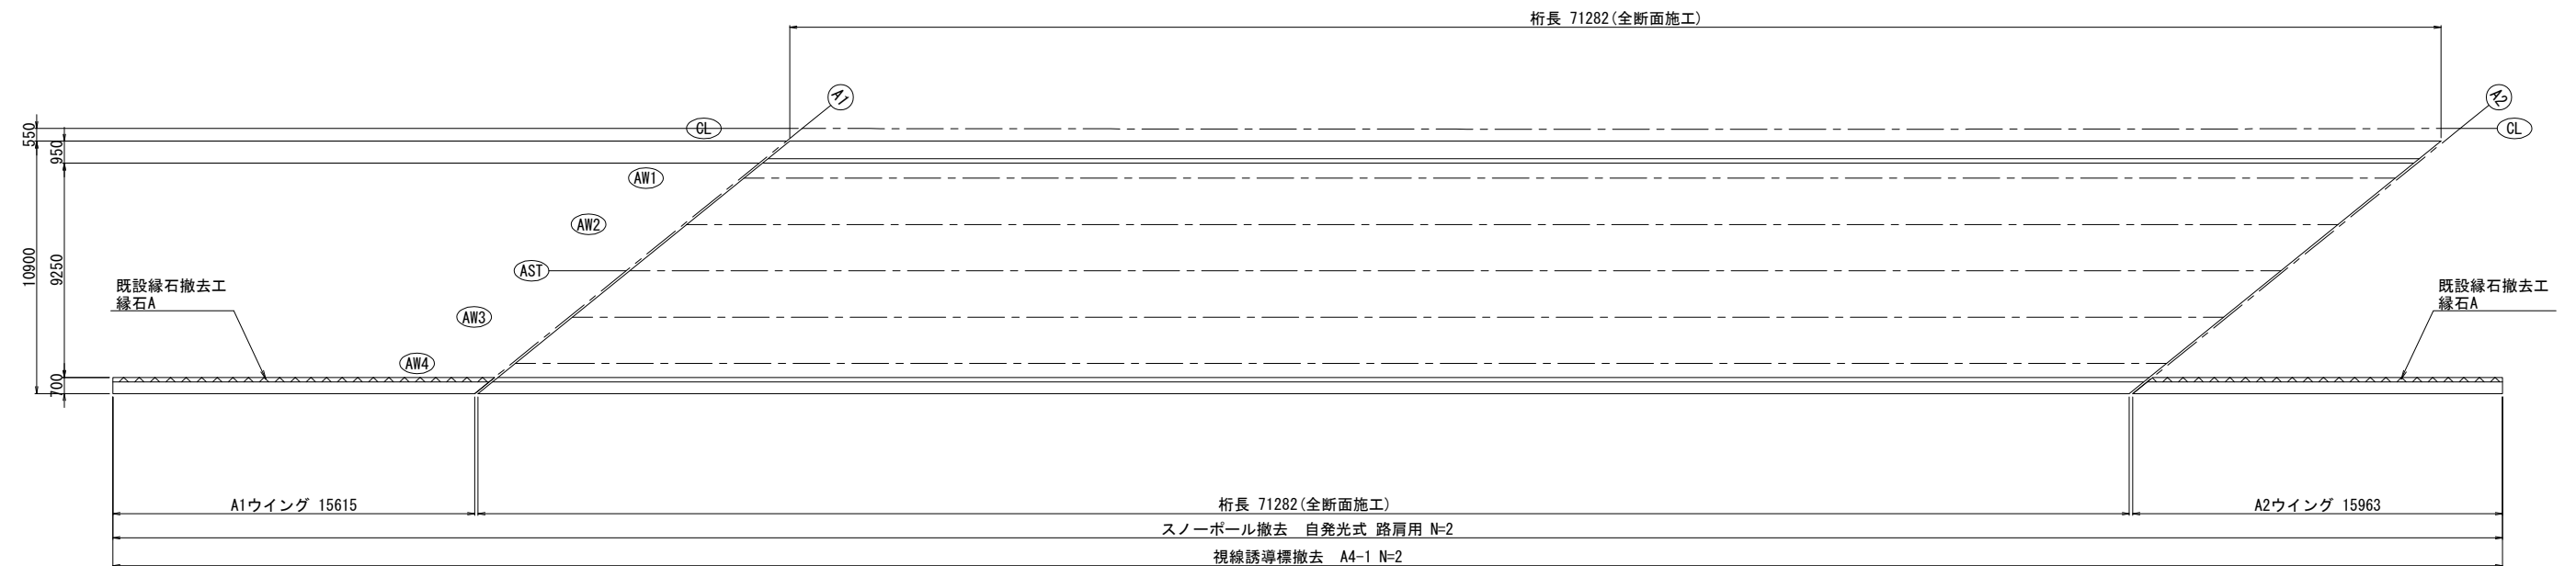 桁長 71282(全断面施工)
A1
A2
CL
CL
550
950
10900
9250
700
AW1
AW2
AST
AW3
AW4
既設縁石撤去工
縁石A
既設縁石撤去工
縁石A
A1ウイング 15615
桁長 71282(全断面施工)
A2ウイング 15963
スノーポール撤去 自発光式 路肩用 N=2
視線誘導標撤去 A4-1 N=2